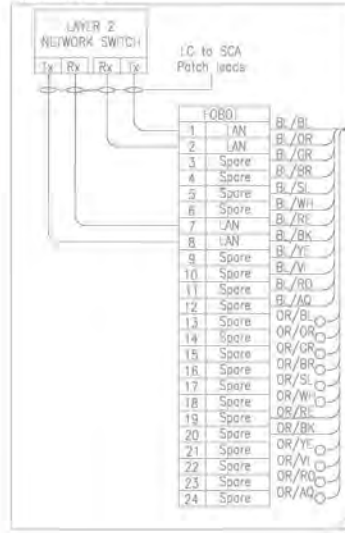 LAYER 2
NETWORK SWITCH
Tx Rx Rx Tx
LC to SCA
Patch leads
FOB01
1 LAN BL/BL
2 LAN BL/OR
3 Spare BL/GR
4 Spare BL/BR
5 Spare BL/SL
6 Spare BL/WH
7 LAN BL/RE
8 LAN BL/BK
9 Spare BL/YE
10 Spare BL/VI
11 Spare BL/RO
12 Spare BL/AQ
13 Spare OR/BL
14 Spare OR/OR
15 Spare OR/GR
16 Spare OR/BR
17 Spare OR/SL
18 Spare OR/WH
19 Spare OR/RE
20 Spare OR/BK
21 Spare OR/YE
22 Spare OR/VI
23 Spare OR/RO
24 Spare OR/AQ